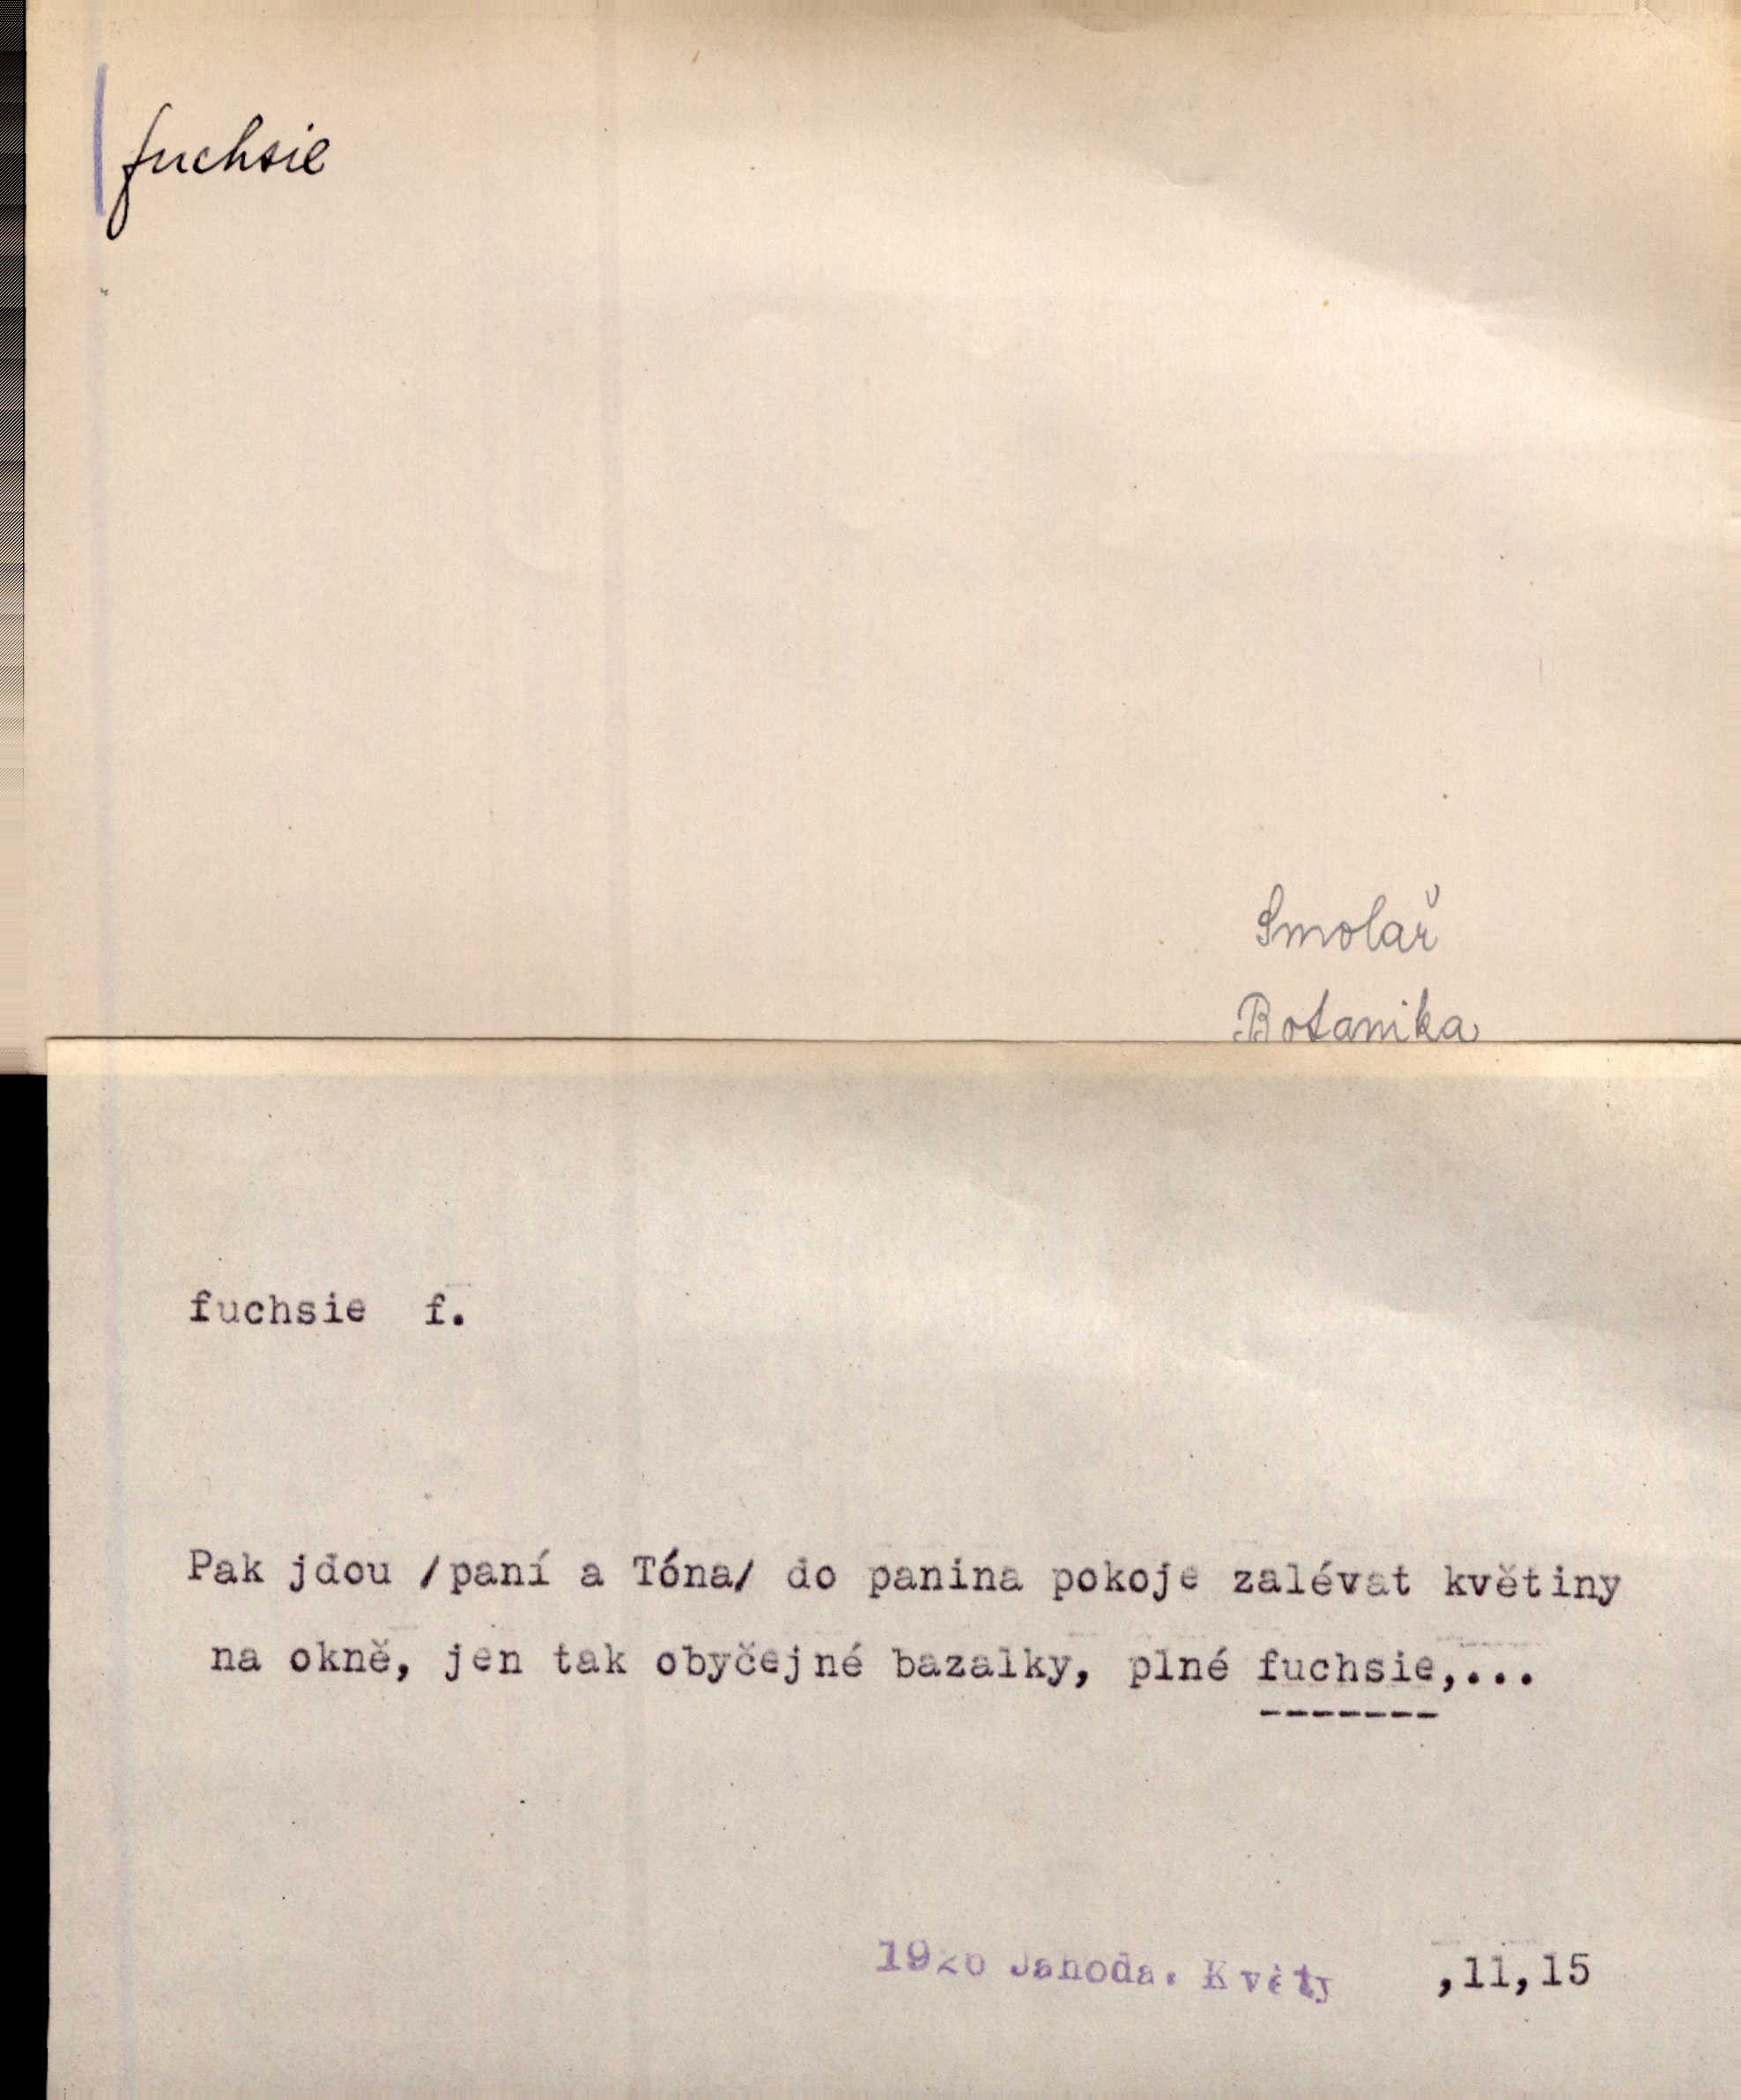 fuchsie
Smolař
Botanika
fuchsie f.
Pak jdou /paní a Tóna/ do panina pokoje zalévat květiny
na okně, jen tak obyčejné bazalky, plné fuchsie,...
Jahoda. Květy ,11,15